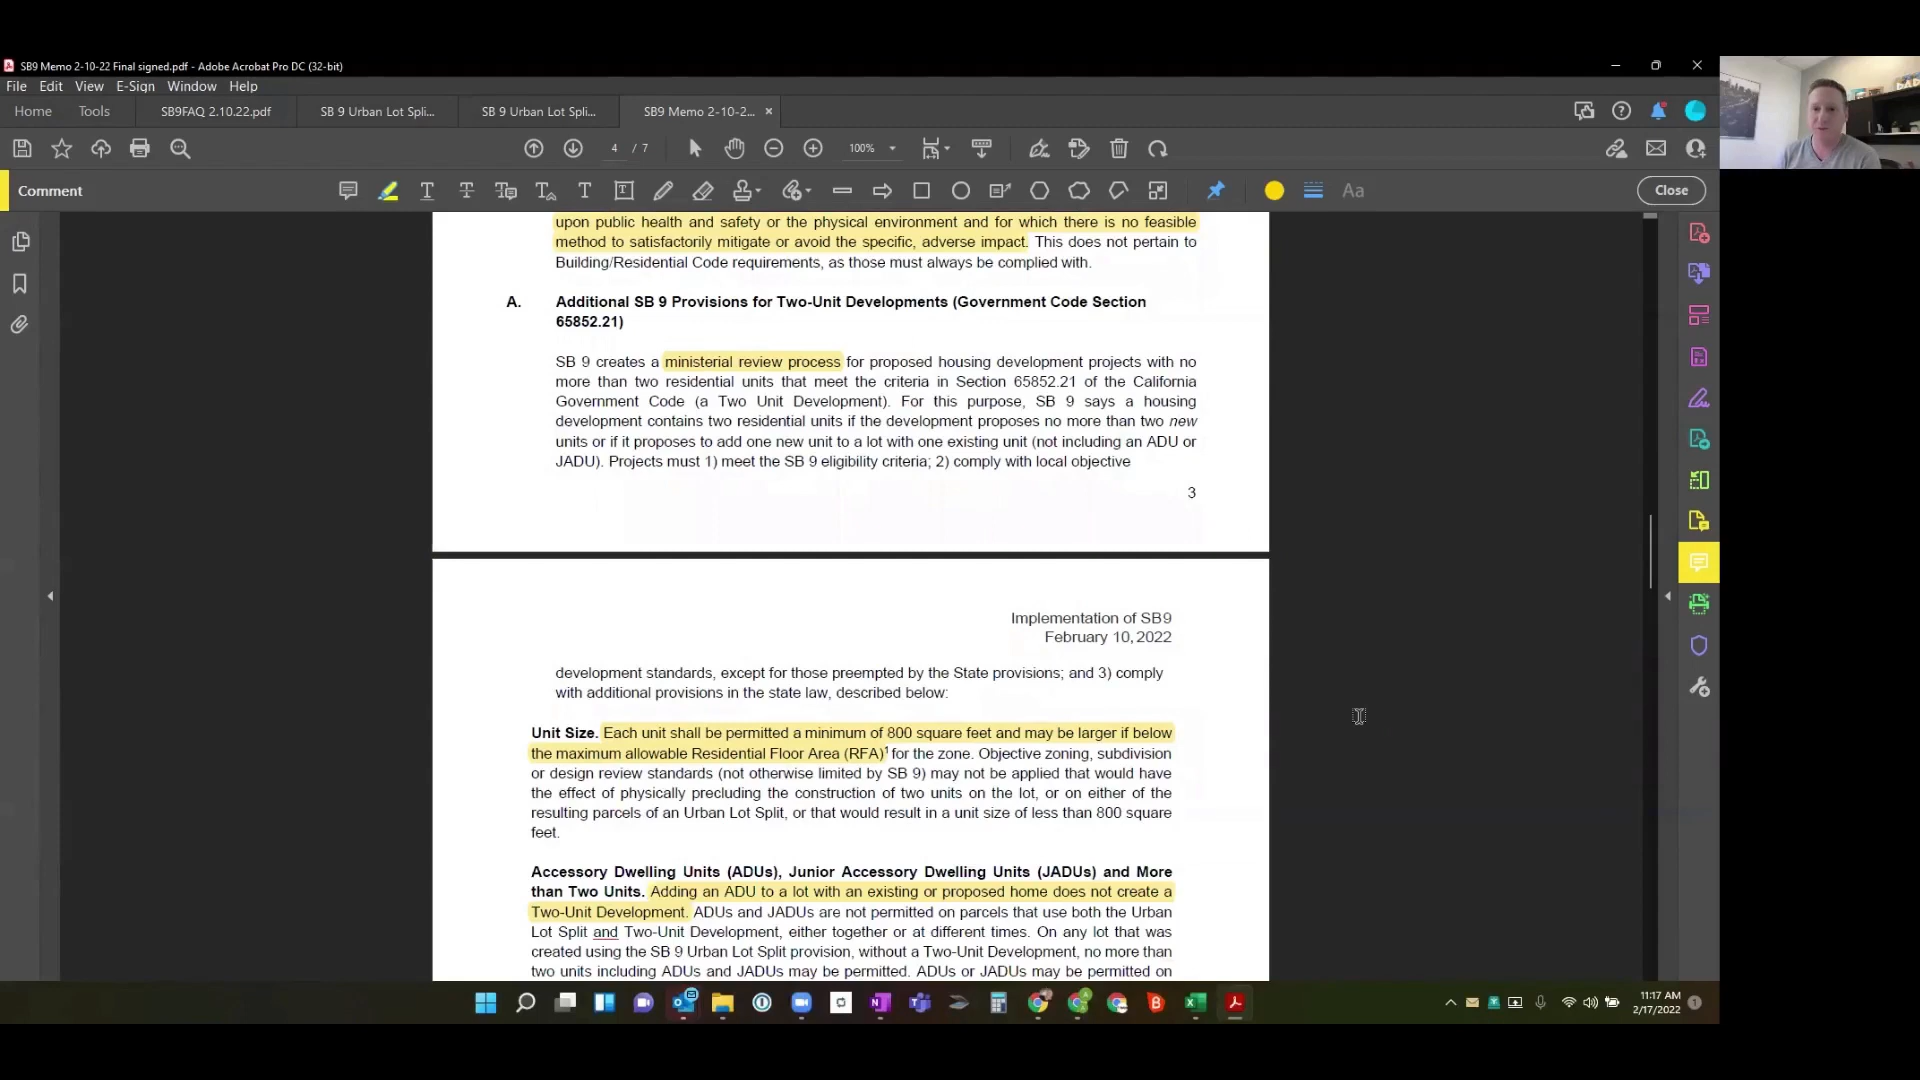 SB9 Memo 2-10-22 Final signed.pdf - Adobe Acrobat Pro DC (32-bit)
File Edit View E-Sign Window Help
Home Tools SB9FAQ 2.10.22.pdf SB 9 Urban Lot Spli... SB 9 Urban Lot Spli... SB9 Memo 2-10-2... ×
4 / 7 100%
Comment Aa Close
upon public health and safety or the physical environment and for which there is no feasible
method to satisfactorily mitigate or avoid the specific, adverse impact. This does not pertain to
Building/Residential Code requirements, as those must always be complied with.
A. Additional SB 9 Provisions for Two-Unit Developments (Government Code Section
65852.21)
SB 9 creates a ministerial review process for proposed housing development projects with no
more than two residential units that meet the criteria in Section 65852.21 of the California
Government Code (a Two Unit Development). For this purpose, SB 9 says a housing
development contains two residential units if the development proposes no more than two new
units or if it proposes to add one new unit to a lot with one existing unit (not including an ADU or
JADU). Projects must 1) meet the SB 9 eligibility criteria; 2) comply with local objective
3
Implementation of SB9
February 10, 2022
development standards, except for those preempted by the State provisions; and 3) comply
with additional provisions in the state law, described below:
Unit Size. Each unit shall be permitted a minimum of 800 square feet and may be larger if below
the maximum allowable Residential Floor Area (RFA)¹ for the zone. Objective zoning, subdivision
or design review standards (not otherwise limited by SB 9) may not be applied that would have
the effect of physically precluding the construction of two units on the lot, or on either of the
resulting parcels of an Urban Lot Split, or that would result in a unit size of less than 800 square
feet.
Accessory Dwelling Units (ADUs), Junior Accessory Dwelling Units (JADUs) and More
than Two Units. Adding an ADU to a lot with an existing or proposed home does not create a
Two-Unit Development. ADUs and JADUs are not permitted on parcels that use both the Urban
Lot Split and Two-Unit Development, either together or at different times. On any lot that was
created using the SB 9 Urban Lot Split provision, without a Two-Unit Development, no more than
two units including ADUs and JADUs may be permitted. ADUs or JADUs may be permitted on
11:17 AM
2/17/2022